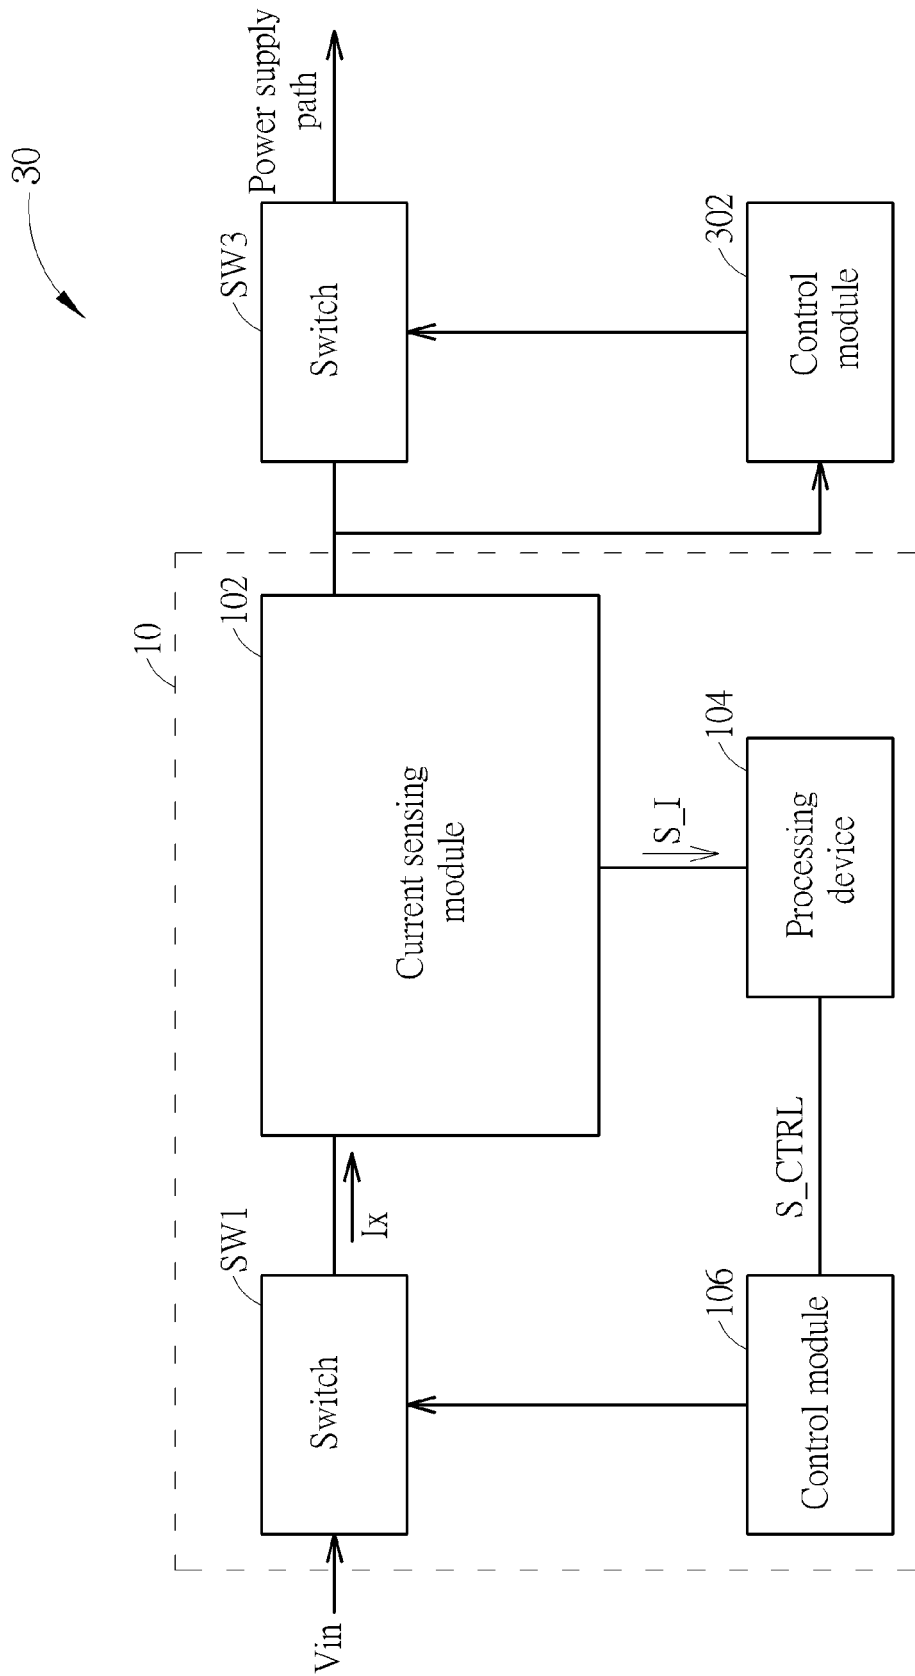 30
10
Vin
SW1
Switch
Ix
102
Current sensing
module
SW3
Switch
Power supply
path
S_I
106
Control module
S_CTRL
104
Processing
device
302
Control
module